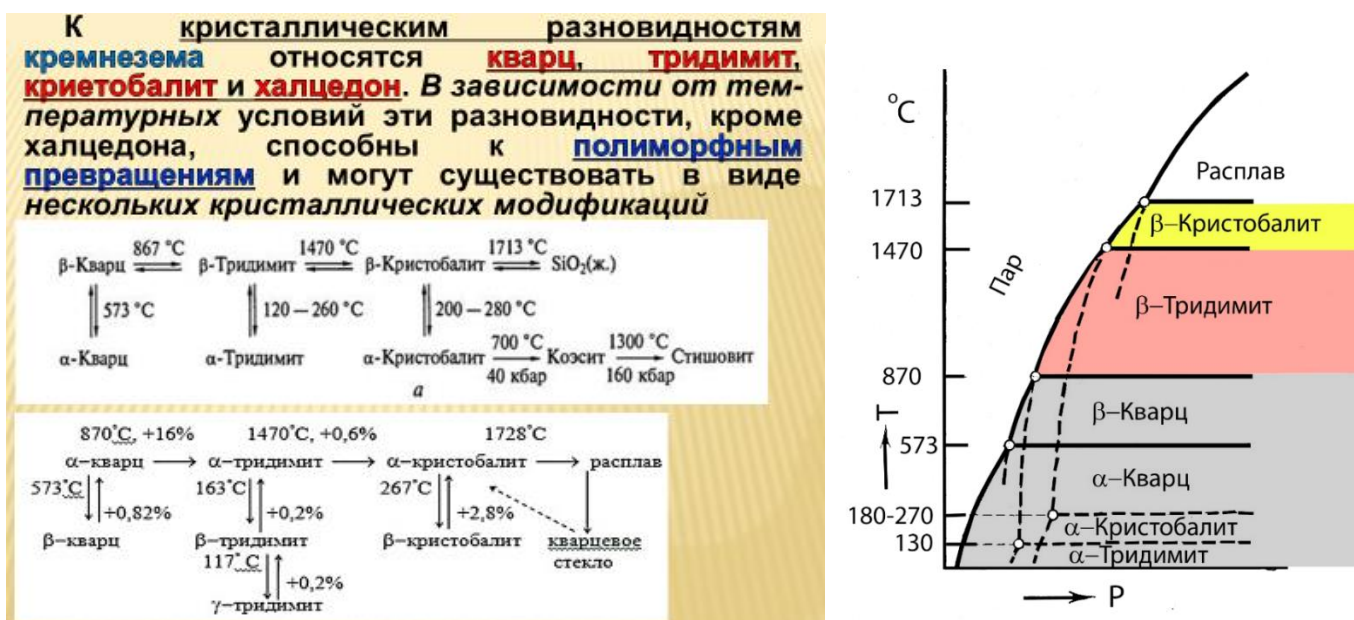 К кристаллическим разновидностям
кремнезема относятся кварц, тридимит,
криетобалит и халцедон. В зависимости от тем-
пературных условий эти разновидности, кроме
халцедона, способны к полиморфным
превращениям и могут существовать в виде
нескольких кристаллических модификаций
867 °C 1470 °C 1713 °C
β-Кварц ⇌ β-Тридимит ⇌ β-Кристобалит ⇌ SiO₂(ж.)
573 °C 120 – 260 °C 200 – 280 °C
700 °C 1300 °C
α-Кварц α-Тридимит α-Кристобалит → Коэсит → Стишовит
40 кбар 160 кбар
а
870°C, +16% 1470°C, +0,6% 1728°C
α−кварц → α−тридимит → α−кристобалит → расплав
573°C 163°C 267°C
+0,82% +0,2% +2,8%
β−кварц β−тридимит β−кристобалит кварцевое
стекло
117°C
+0,2%
γ−тридимит
°C
Расплав
1713
β–Кристобалит
1470
Пар
β–Тридимит
870
β–Кварц
T
573
α–Кварц
180-270
α–Кристобалит
130
α–Тридимит
P